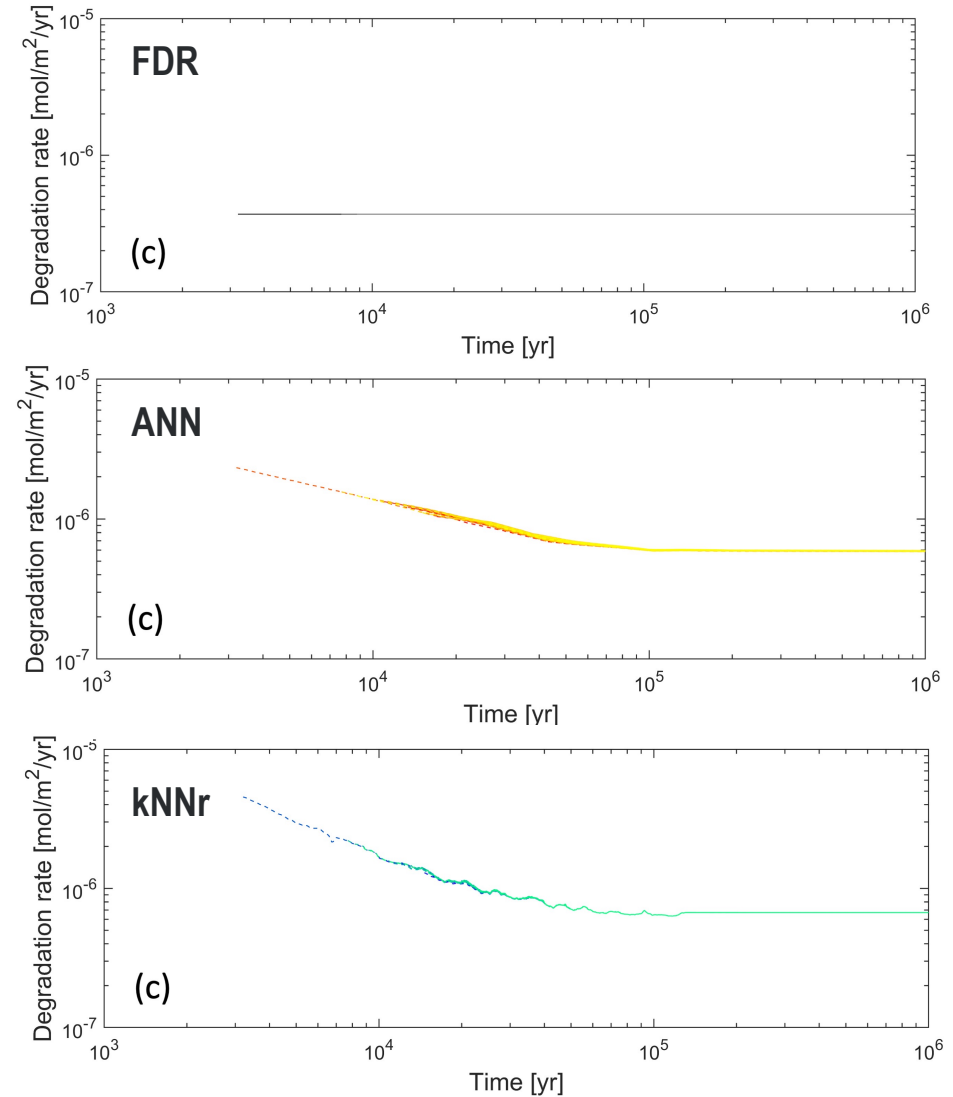 10^-5
FDR
10^-6
(c)
10^-7
10^3 10^4 10^5 10^6
Time [yr]
Degradation rate [mol/m^2/yr]
10^-5
ANN
10^-6
(c)
10^-7
10^3 10^4 10^5 10^6
Time [yr]
Degradation rate [mol/m^2/yr]
10^-5
kNNr
10^-6
(c)
10^-7
10^3 10^4 10^5 10^6
Time [yr]
Degradation rate [mol/m^2/yr]